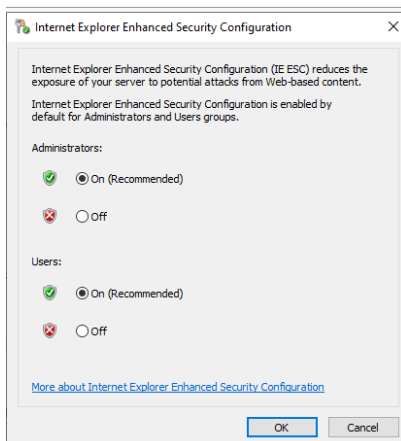 Internet Explorer Enhanced Security Configuration
Internet Explorer Enhanced Security Configuration (IE ESC) reduces the
exposure of your server to potential attacks from Web-based content.
Internet Explorer Enhanced Security Configuration is enabled by
default for Administrators and Users groups.
Administrators:
On (Recommended)
Off
Users:
On (Recommended)
Off
More about Internet Explorer Enhanced Security Configuration
OK Cancel